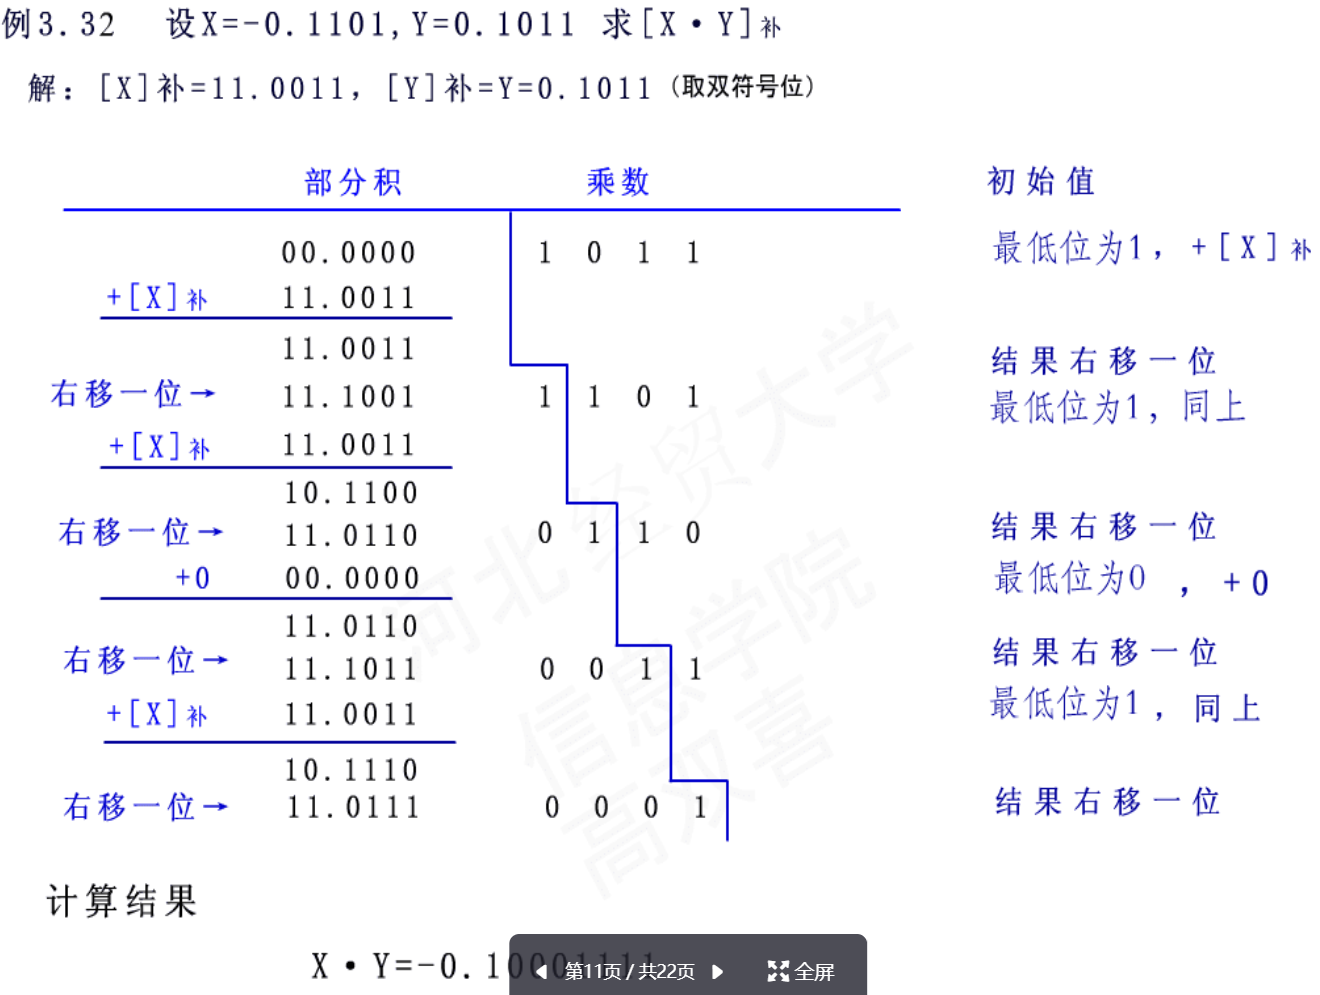 例3.32 设X=-0.1101,Y=0.1011 求[X·Y]补
解：[X]补=11.0011，[Y]补=Y=0.1011（取双符号位）
部分积 乘数 初始值
00.0000 1 0 1 1 最低位为1，+[X]补
+[X]补 11.0011
11.0011 结果右移一位
右移一位→ 11.1001 1 1 0 1 最低位为1，同上
+[X]补 11.0011
10.1100
右移一位→ 11.0110 0 1 1 0 结果右移一位
+0 00.0000 最低位为0，+0
11.0110
右移一位→ 11.1011 0 0 1 1 结果右移一位
+[X]补 11.0011 最低位为1，同上
10.1110
右移一位→ 11.0111 0 0 0 1 结果右移一位
计算结果
X·Y=-0.10001111
第11页/共22页 全屏
河北经贸大学
信息学院
高双喜